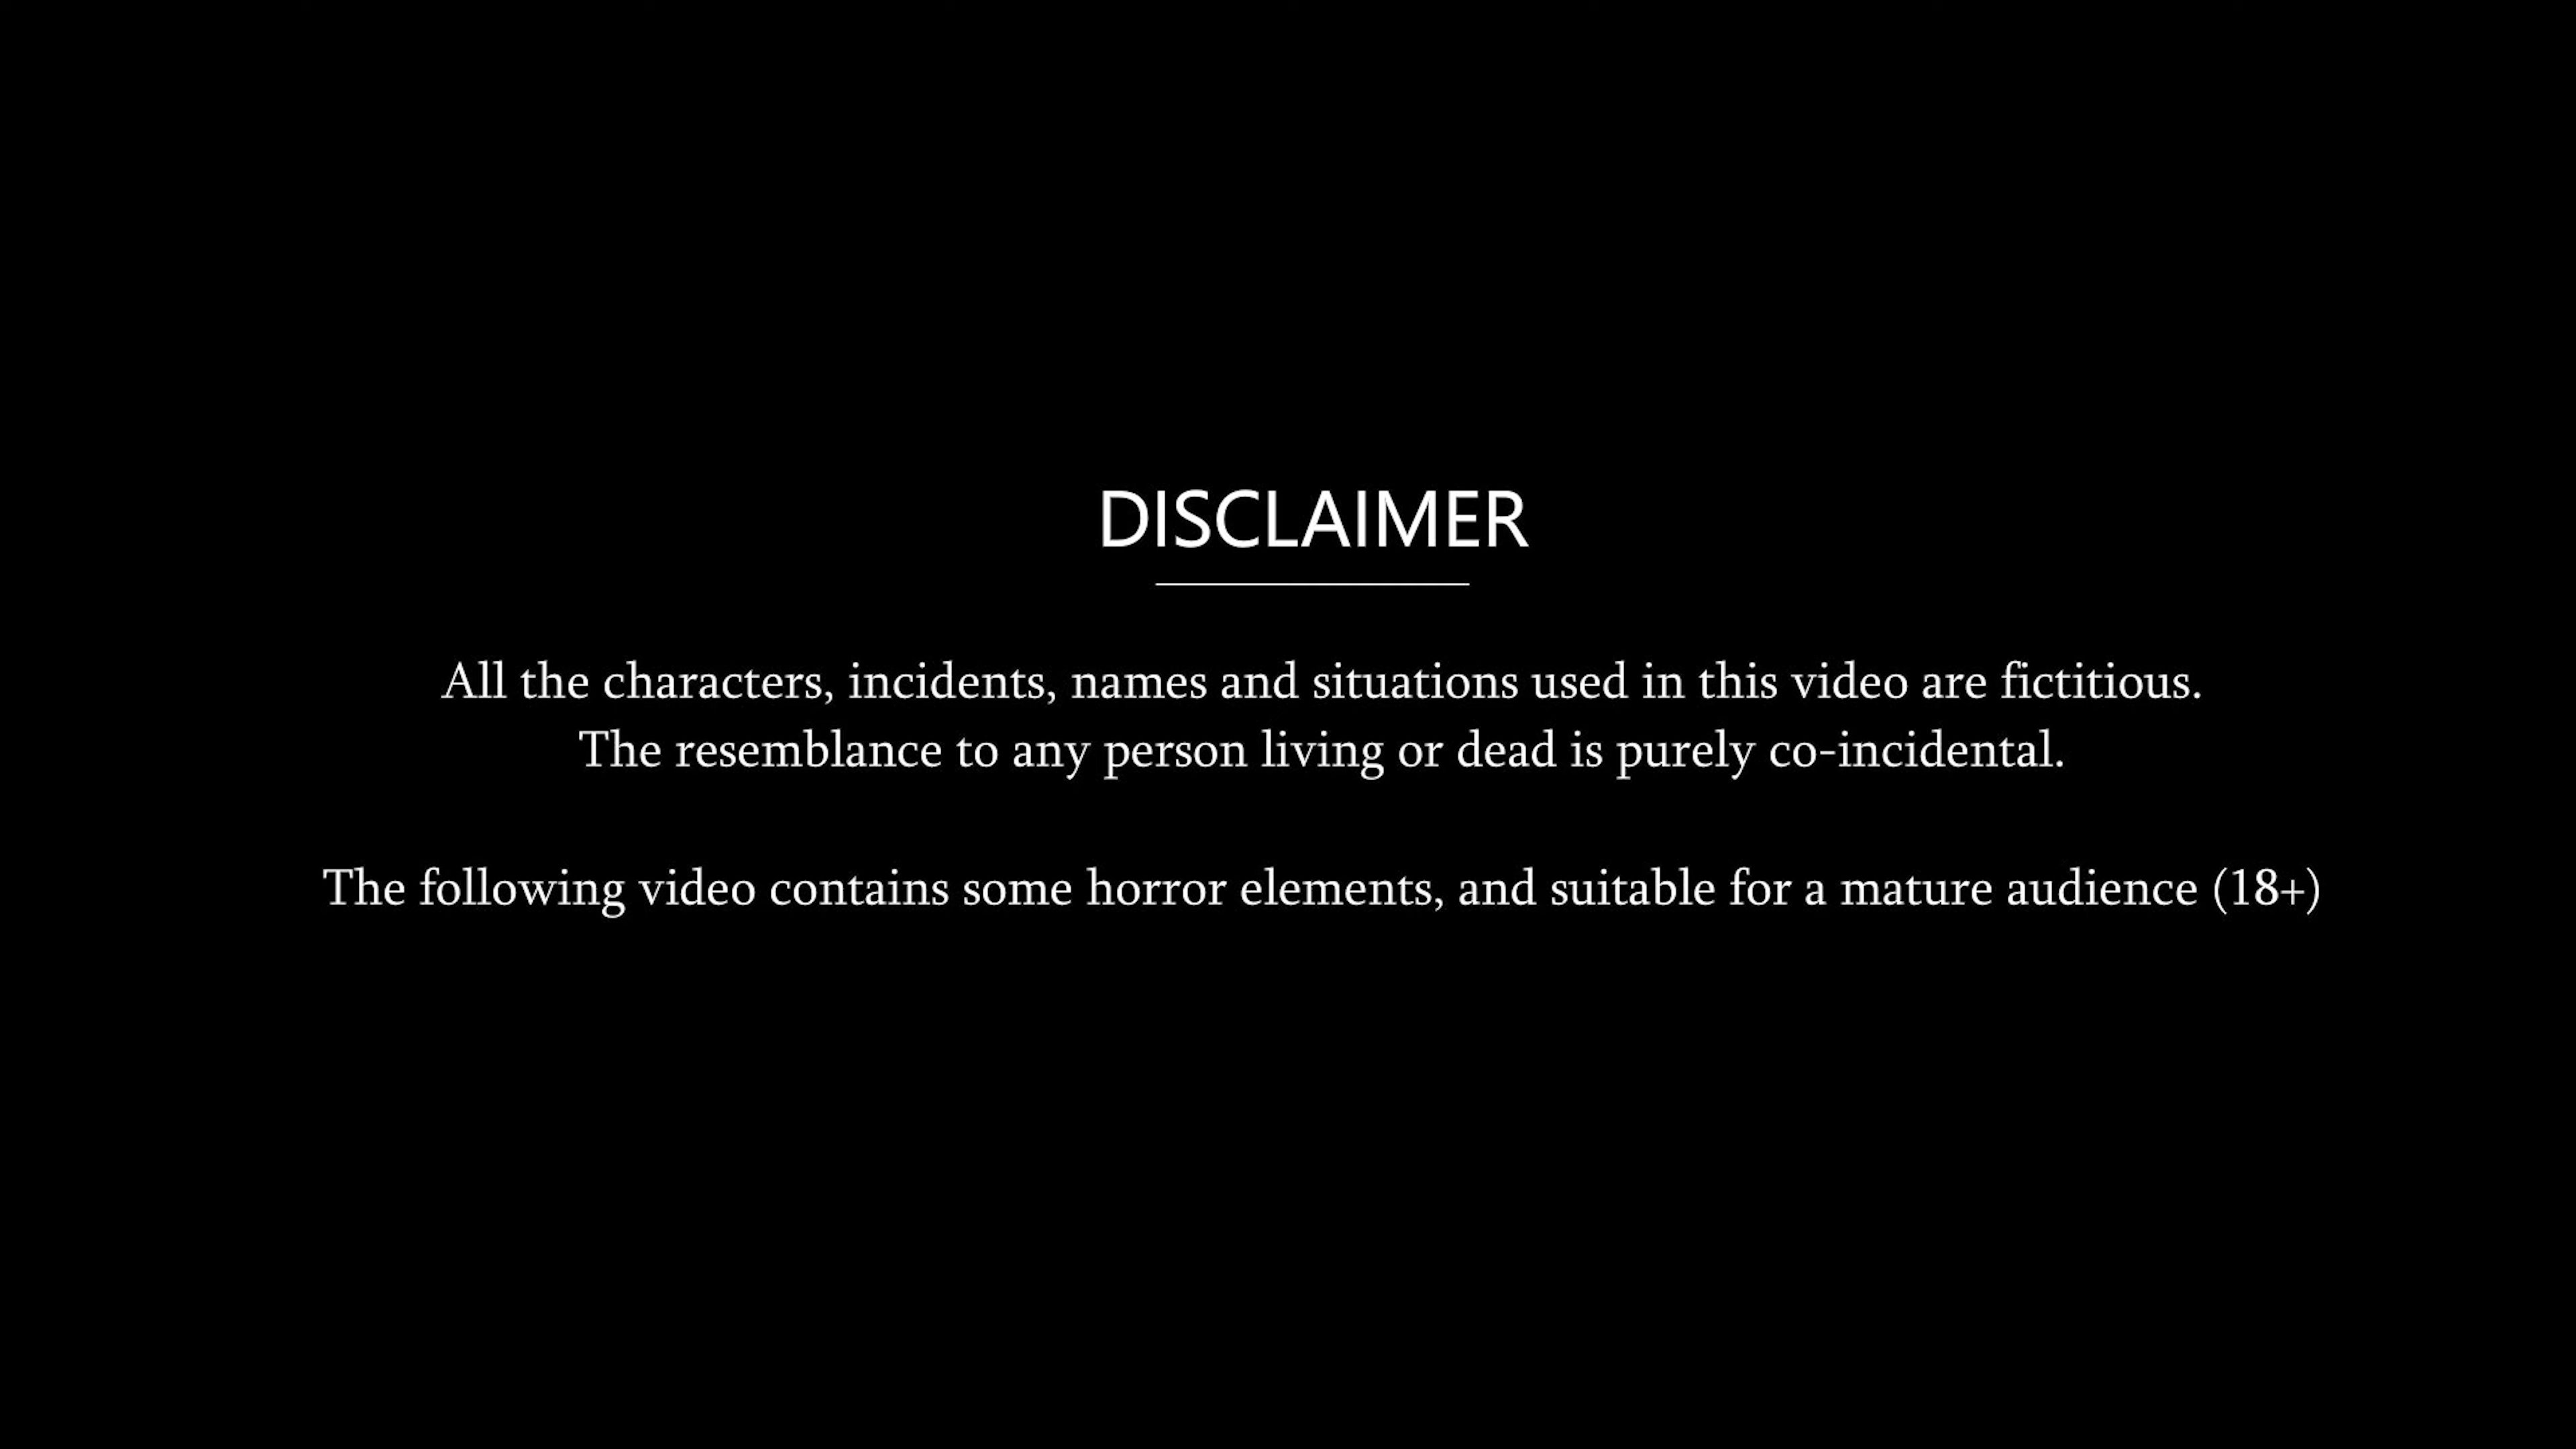 DISCLAIMER
All the characters, incidents, names and situations used in this video are fictitious.
The resemblance to any person living or dead is purely co-incidental.
The following video contains some horror elements, and suitable for a mature audience (18+)